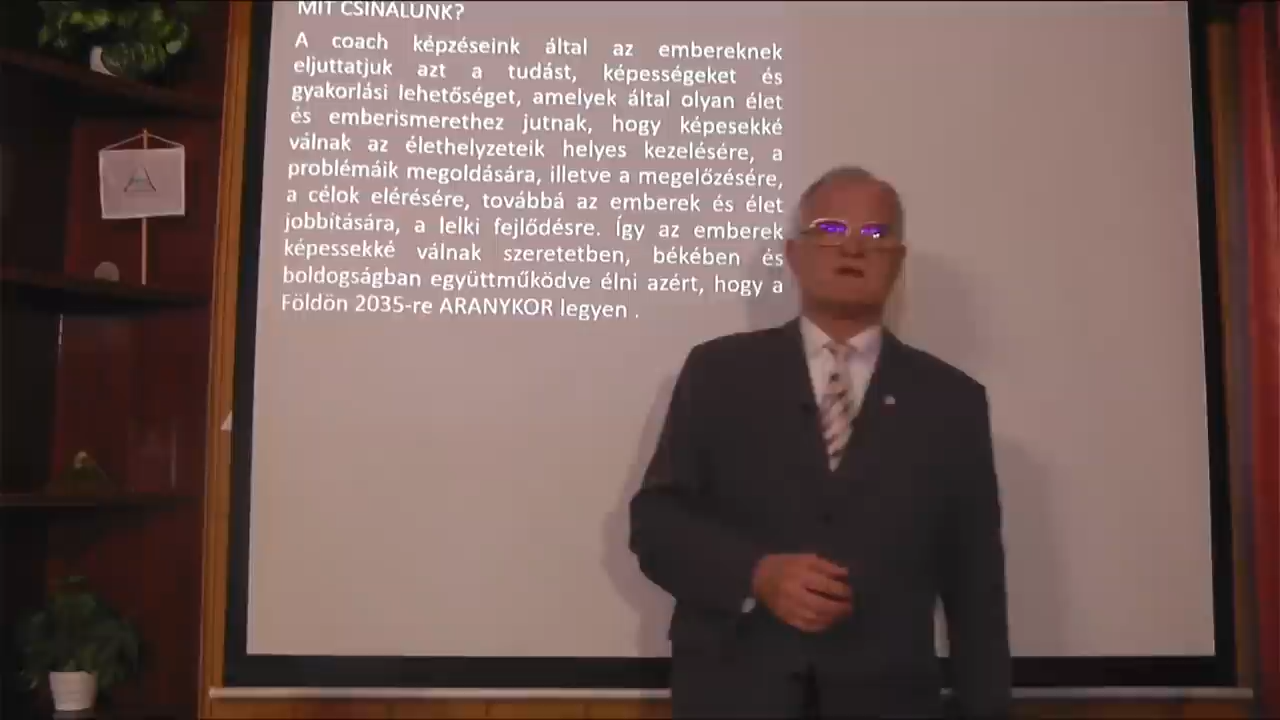 MIT CSINÁLUNK?
A coach képzéseink által az embereknek
eljuttatjuk azt a tudást, képességeket és
gyakorlási lehetőséget, amelyek által olyan élet
és emberismerethez jutnak, hogy képesekké
válnak az élethelyzeteik helyes kezelésére, a
problémáik megoldására, illetve a megelőzésére,
a célok elérésére, továbbá az emberek és élet
jobbítására, a lelki fejlődésre. Így az emberek
képessekké válnak szeretetben, békében és
boldogságban együttműködve élni azért, hogy a
Földön 2035-re ARANYKOR legyen .